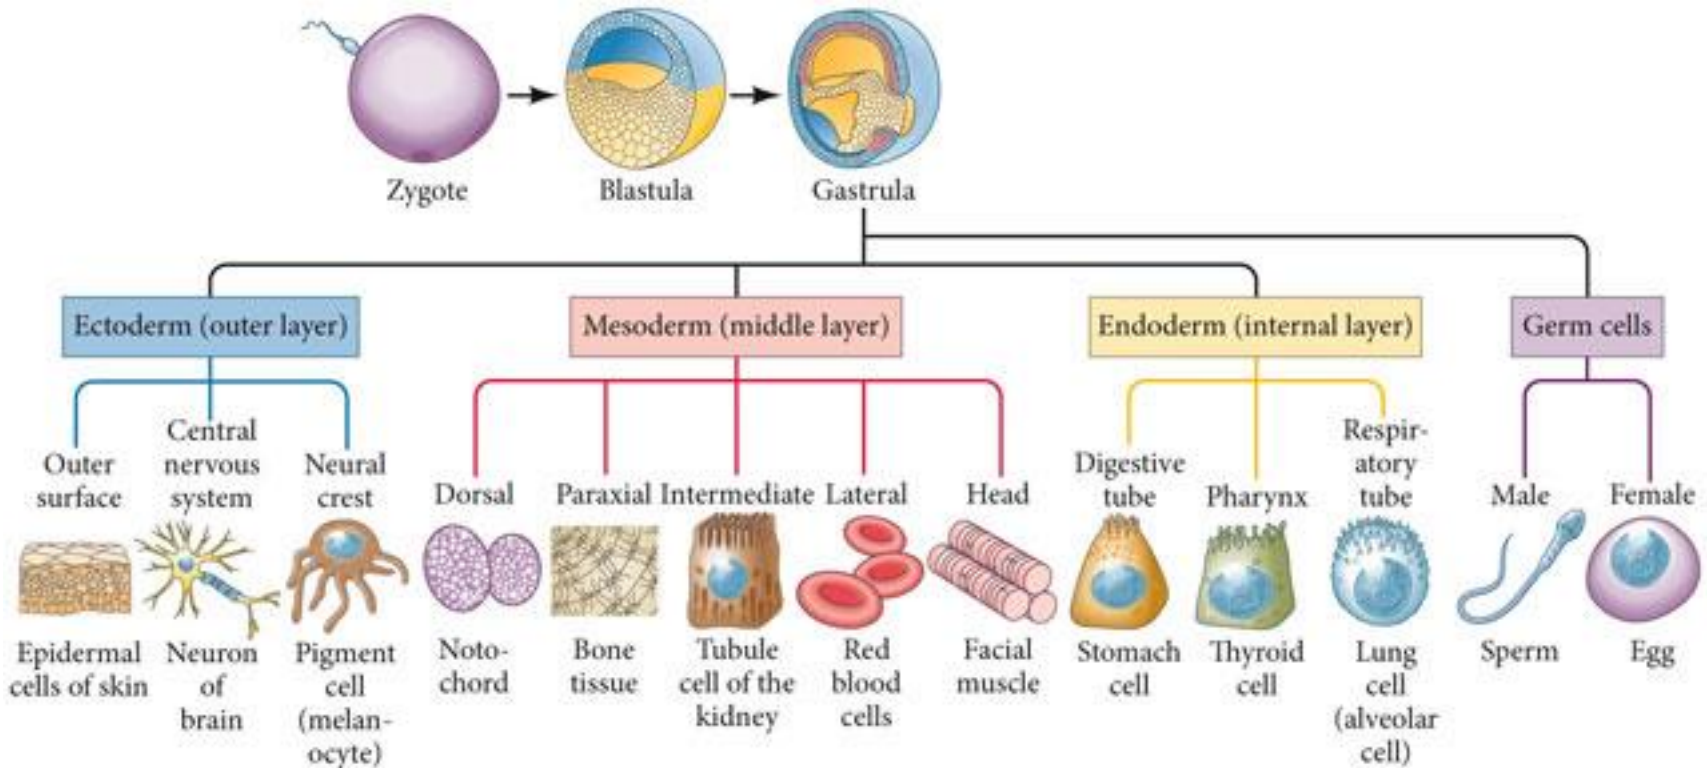 Zygote
Blastula
Gastrula
Ectoderm (outer layer)
Mesoderm (middle layer)
Endoderm (internal layer)
Germ cells
Outer
surface
Central
nervous
system
Neural
crest
Dorsal
Paraxial
Intermediate
Lateral
Head
Digestive
tube
Pharynx
Respir-
atory
tube
Male
Female
Epidermal
cells of skin
Neuron
of
brain
Pigment
cell
(melan-
ocyte)
Noto-
chord
Bone
tissue
Tubule
cell of the
kidney
Red
blood
cells
Facial
muscle
Stomach
cell
Thyroid
cell
Lung
cell
(alveolar
cell)
Sperm
Egg